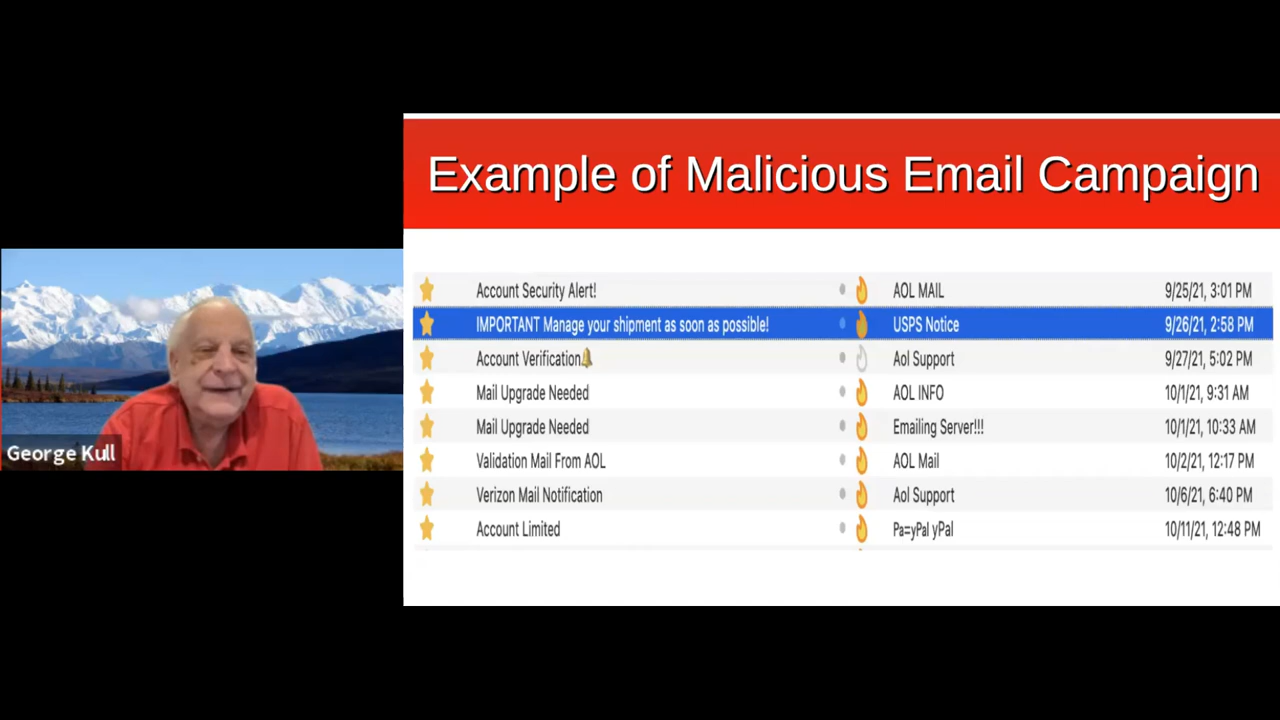 Example of Malicious Email Campaign
Account Security Alert! AOL MAIL 9/25/21, 3:01 PM
IMPORTANT Manage your shipment as soon as possible! USPS Notice 9/26/21, 2:58 PM
Account Verification🔔 Aol Support 9/27/21, 5:02 PM
Mail Upgrade Needed AOL INFO 10/1/21, 9:31 AM
Mail Upgrade Needed Emailing Server!!! 10/1/21, 10:33 AM
Validation Mail From AOL AOL Mail 10/2/21, 12:17 PM
Verizon Mail Notification Aol Support 10/6/21, 6:40 PM
Account Limited Pa=yPal yPal 10/11/21, 12:48 PM
George Kull